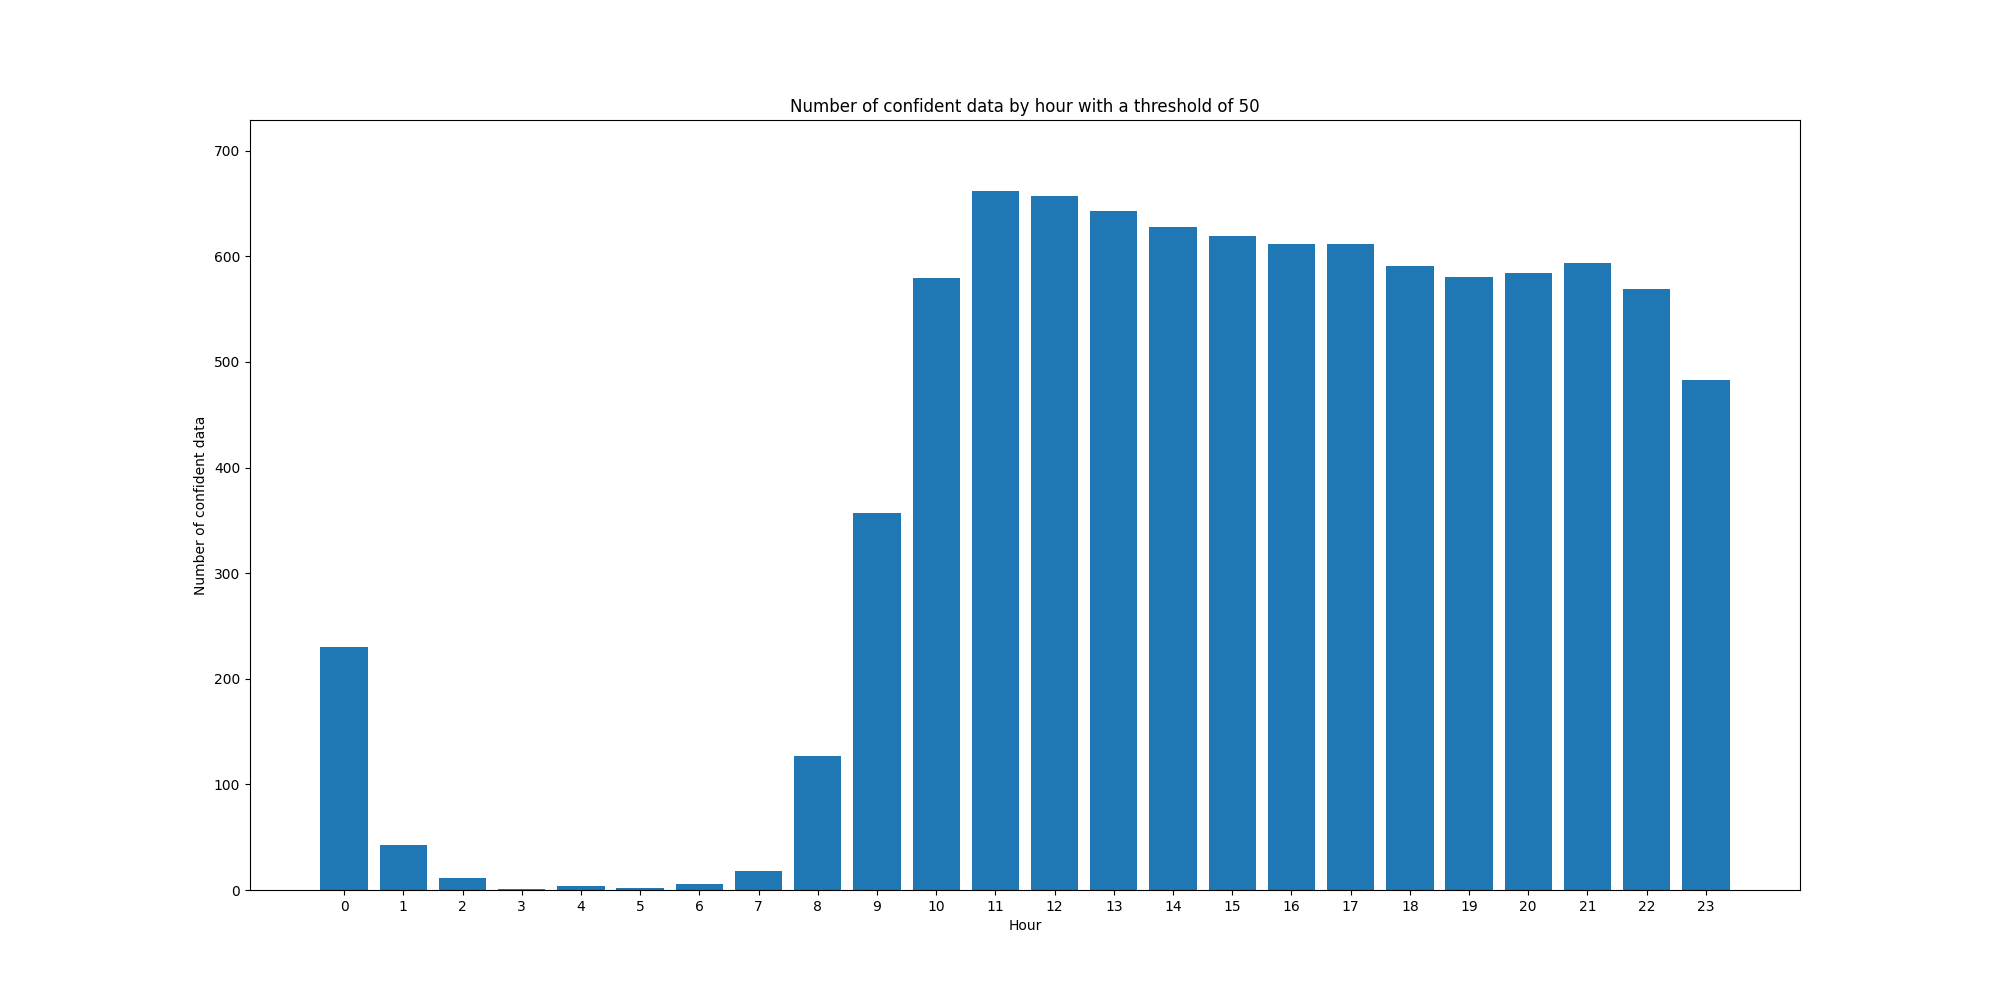 Number of confident data by hour with a threshold of 50
700
600
500
400
300
200
100
0
Number of confident data
0 1 2 3 4 5 6 7 8 9 10 11 12 13 14 15 16 17 18 19 20 21 22 23
Hour